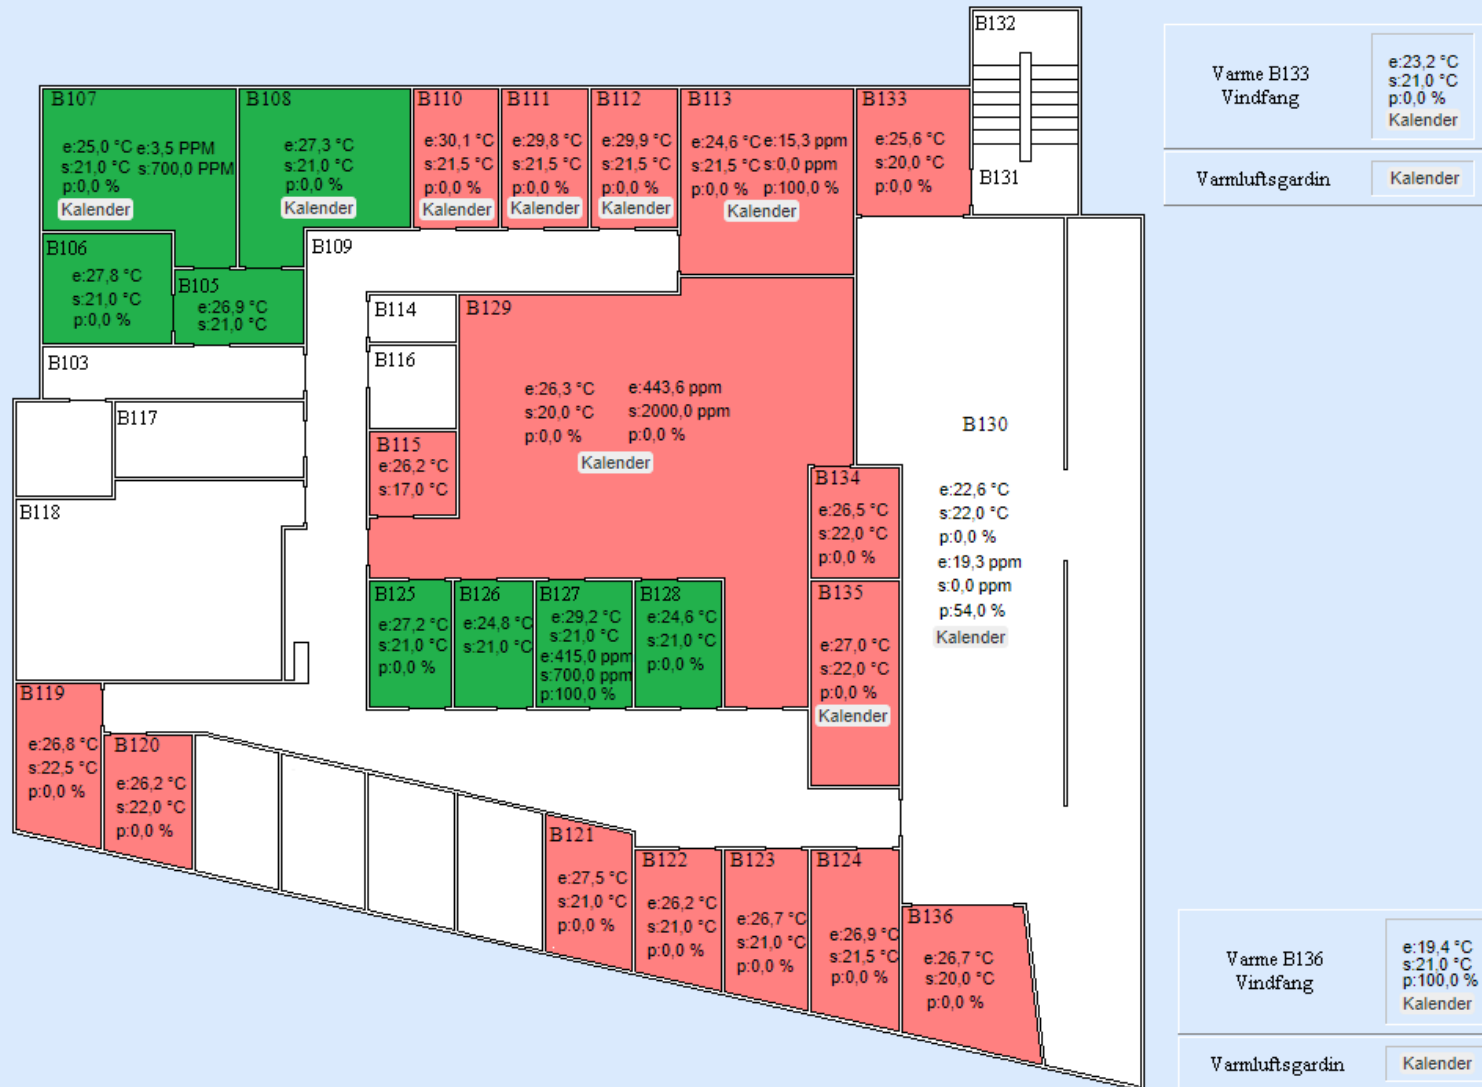 B132
Varme B133
Vindfang
e:23,2 °C
s:21,0 °C
p:0,0 %
Kalender
Varmluftsgardin
Kalender
B131
B107
e:25,0 °C e:3,5 PPM
s:21,0 °C s:700,0 PPM
p:0,0 %
Kalender
B108
e:27,3 °C
s:21,0 °C
p:0,0 %
Kalender
B110
e:30,1 °C
s:21,5 °C
p:0,0 %
Kalender
B111
e:29,8 °C
s:21,5 °C
p:0,0 %
Kalender
B112
e:29,9 °C
s:21,5 °C
p:0,0 %
Kalender
B113
e:24,6 °C e:15,3 ppm
s:21,5 °C s:0,0 ppm
p:0,0 % p:100,0 %
Kalender
B133
e:25,6 °C
s:20,0 °C
p:0,0 %
B106
e:27,8 °C
s:21,0 °C
p:0,0 %
B105
e:26,9 °C
s:21,0 °C
B109
B103
B114
B116
B129
e:26,3 °C e:443,6 ppm
s:20,0 °C s:2000,0 ppm
p:0,0 % p:0,0 %
Kalender
B117
B118
B115
e:26,2 °C
s:17,0 °C
B130
e:22,6 °C
s:22,0 °C
p:0,0 %
e:19,3 ppm
s:0,0 ppm
p:54,0 %
Kalender
B134
e:26,5 °C
s:22,0 °C
p:0,0 %
B125
e:27,2 °C
s:21,0 °C
p:0,0 %
B126
e:24,8 °C
s:21,0 °C
B127
e:29,2 °C
s:21,0 °C
e:415,0 ppm
s:700,0 ppm
p:100,0 %
B128
e:24,6 °C
s:21,0 °C
p:0,0 %
B135
e:27,0 °C
s:22,0 °C
p:0,0 %
Kalender
B119
e:26,8 °C
s:22,5 °C
p:0,0 %
B120
e:26,2 °C
s:22,0 °C
p:0,0 %
B121
e:27,5 °C
s:21,0 °C
p:0,0 %
B122
e:26,2 °C
s:21,0 °C
p:0,0 %
B123
e:26,7 °C
s:21,0 °C
p:0,0 %
B124
e:26,9 °C
s:21,5 °C
p:0,0 %
B136
e:26,7 °C
s:20,0 °C
p:0,0 %
Varme B136
Vindfang
e:19,4 °C
s:21,0 °C
p:100,0 %
Kalender
Varmluftsgardin
Kalender